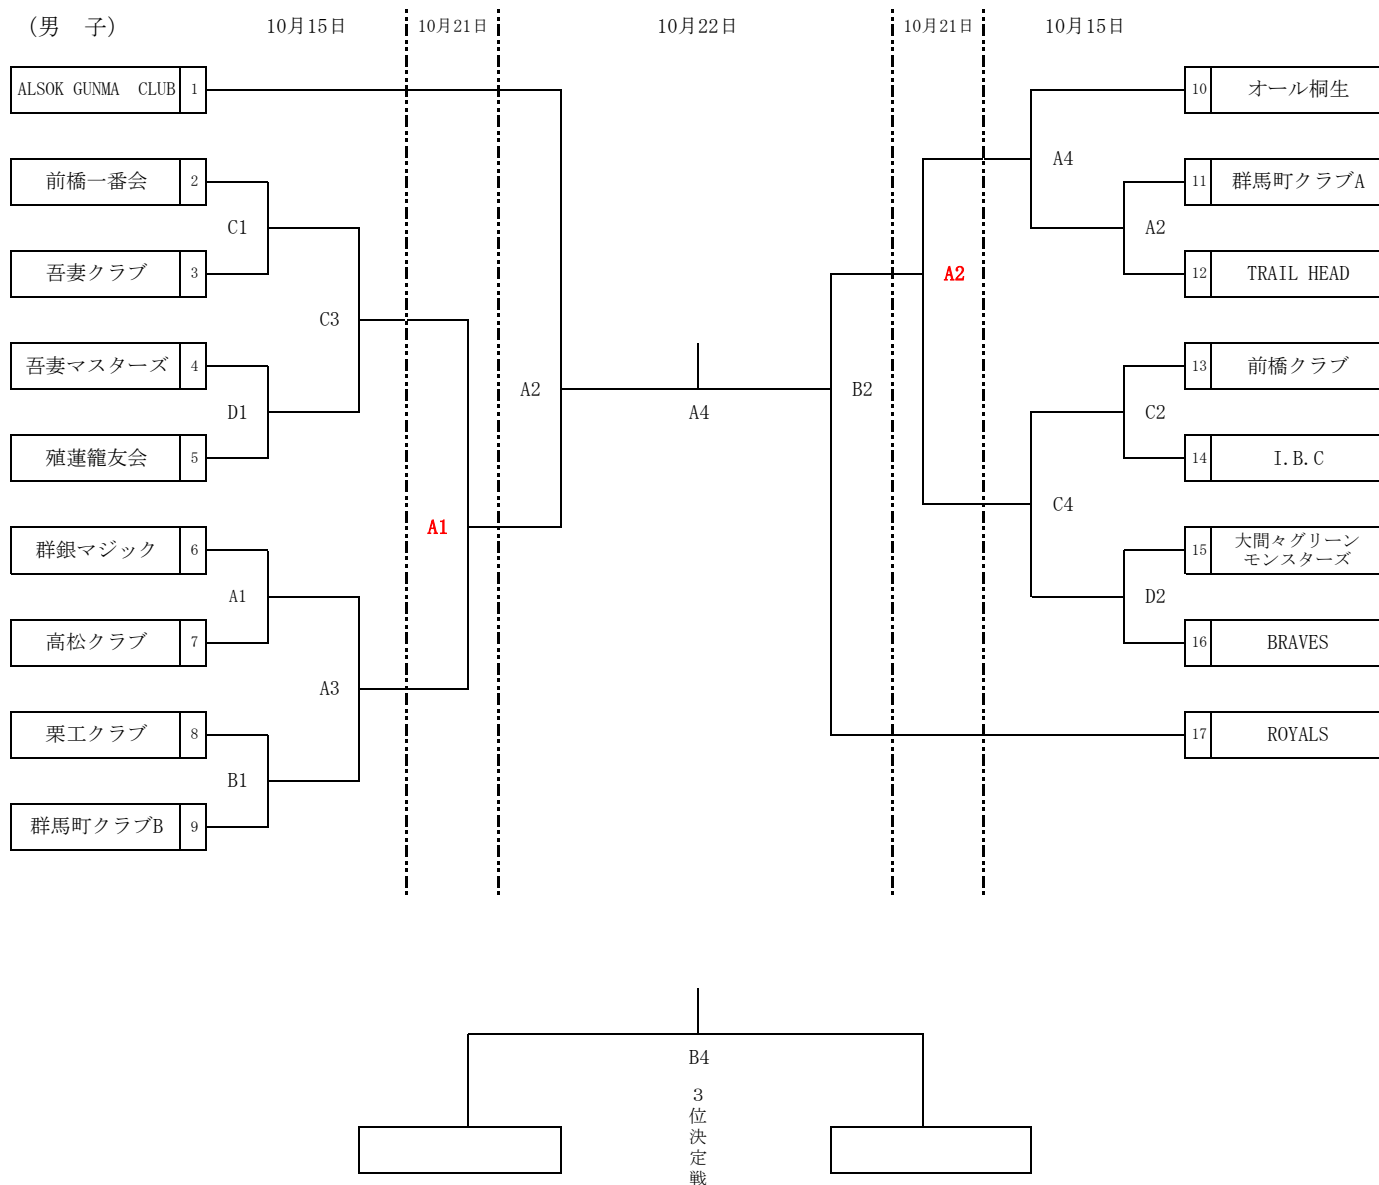 (男　子)
10月15日
10月21日
10月22日
10月21日
10月15日
ALSOK GUNMA　CLUB 1
前橋一番会 2
C1
吾妻クラブ 3
C3
吾妻マスターズ 4
D1
殖蓮籠友会 5
A1
群銀マジック 6
A1
高松クラブ 7
A3
栗工クラブ 8
B1
群馬町クラブB 9
A2
A4
B2
10 オール桐生
A4
11 群馬町クラブA
A2
12 TRAIL HEAD
A2
13 前橋クラブ
C2
14 I.B.C
C4
15 大間々グリーン
モンスターズ
D2
16 BRAVES
17 ROYALS
B4
3
位
決
定
戦